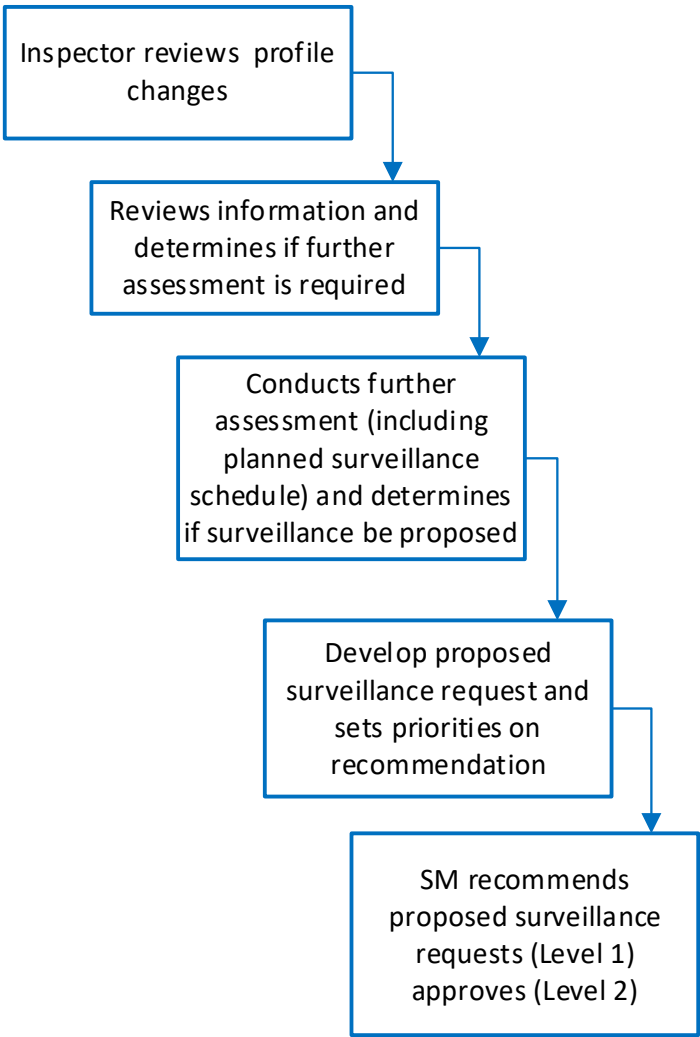 Inspector reviews profile
changes
Reviews information and
determines if further
assessment is required
Conducts further
assessment (including
planned surveillance
schedule) and determines
if surveillance be proposed
Develop proposed
surveillance request and
sets priorities on
recommendation
SM recommends
proposed surveillance
requests (Level 1)
approves (Level 2)